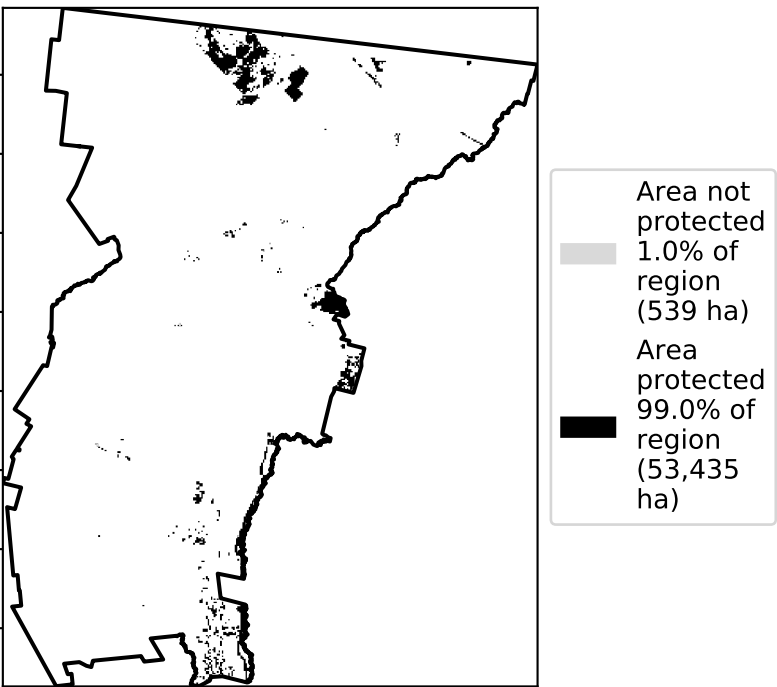 Area not
protected
1.0% of
region
(539 ha)
Area
protected
99.0% of
region
(53,435
ha)